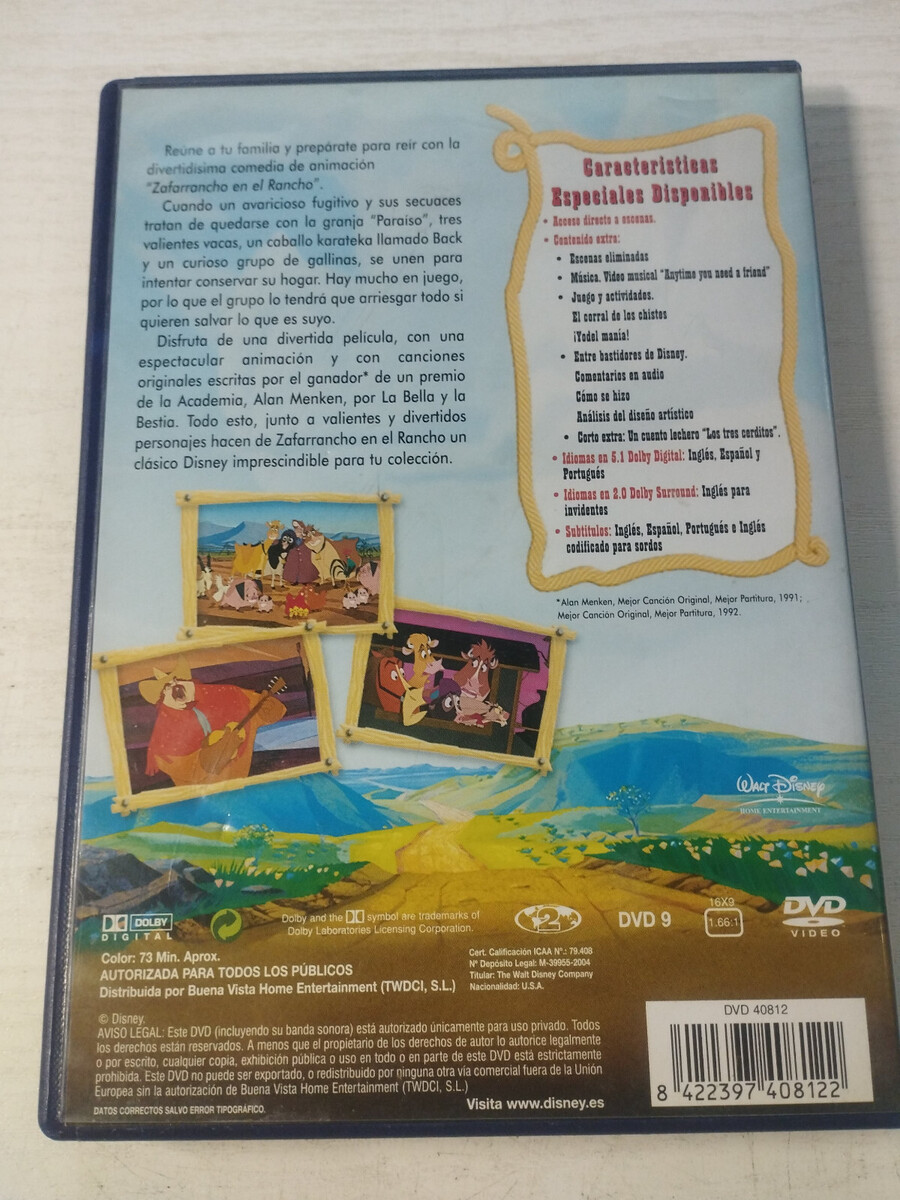 Reúne a tu familia y prepárate para reír con la
divertidísima comedia de animación
"Zafarrancho en el Rancho".
Cuando un avaricioso fugitivo y sus secuaces
tratan de quedarse con la granja "Paraíso", tres
valientes vacas, un caballo karateka llamado Back
y un curioso grupo de gallinas, se unen para
intentar conservar su hogar. Hay mucho en juego,
por lo que el grupo lo tendrá que arriesgar todo si
quieren salvar lo que es suyo.
Disfruta de una divertida película, con una
espectacular animación y con canciones
originales escritas por el ganador* de un premio
de la Academia, Alan Menken, por La Bella y la
Bestia. Todo esto, junto a valientes y divertidos
personajes hacen de Zafarrancho en el Rancho un
clásico Disney imprescindible para tu colección.
Características
Especiales Disponibles
• Acceso directo a escenas.
• Contenido extra:
• Escenas eliminadas
• Música. Video musical "Anytime you need a friend"
• Juego y actividades.
El corral de los chistes
¡Yodel manía!
• Entre bastidores de Disney.
Comentarios en audio
Cómo se hizo
Análisis del diseño artístico
• Corto extra: Un cuento lechero "Los tres cerditos".
• Idiomas en 5.1 Dolby Digital: Inglés, Español y
Portugués
• Idiomas en 2.0 Dolby Surround: Inglés para
invidentes
• Subtítulos: Inglés, Español, Portugués e Inglés
codificado para sordos
*Alan Menken, Mejor Canción Original, Mejor Partitura, 1991;
Mejor Canción Original, Mejor Partitura, 1992.
WALT DISNEY
HOME ENTERTAINMENT
DOLBY
DIGITAL
Dolby and the symbol are trademarks of
Dolby Laboratories Licensing Corporation.
2
DVD 9
16X9
1.66:1
DVD
VIDEO
Color: 73 Min. Aprox.
AUTORIZADA PARA TODOS LOS PÚBLICOS
Distribuida por Buena Vista Home Entertainment (TWDCI, S.L.)
Cert. Calificación ICAA Nº.: 79.408
Nº Depósito Legal: M-39955-2004
Titular: The Walt Disney Company
Nacionalidad: U.S.A.
© Disney.
AVISO LEGAL: Este DVD (incluyendo su banda sonora) está autorizado únicamente para uso privado. Todos
los derechos están reservados. A menos que el propietario de los derechos de autor lo autorice legalmente
o por escrito, cualquier copia, exhibición pública o uso en todo o en parte de este DVD está estrictamente
prohibida. Este DVD no puede ser exportado, o redistribuido por ninguna otra vía comercial fuera de la Unión
Europea sin la autorización de Buena Vista Home Entertainment (TWDCI, S.L.)
DATOS CORRECTOS SALVO ERROR TIPOGRÁFICO.
Visita www.disney.es
DVD 40812
8 422397 408122